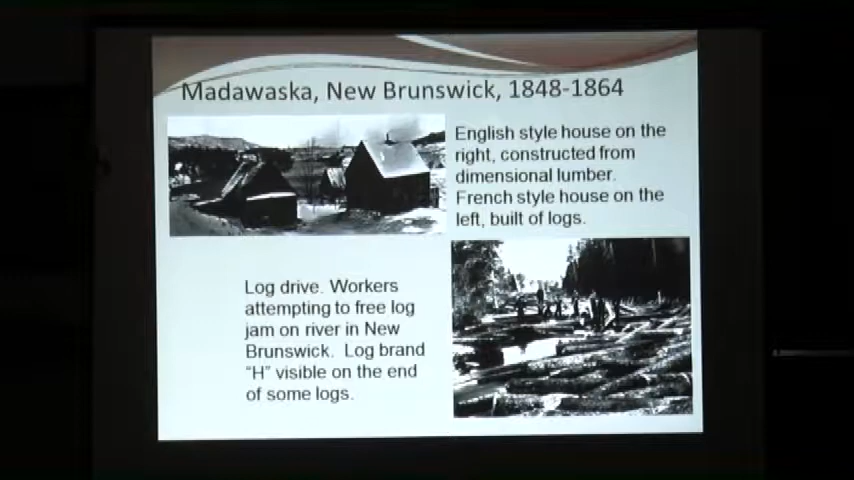 Madawaska, New Brunswick, 1848-1864
English style house on the
right, constructed from
dimensional lumber.
French style house on the
left, built of logs.
Log drive. Workers
attempting to free log
jam on river in New
Brunswick. Log brand
"H" visible on the end
of some logs.